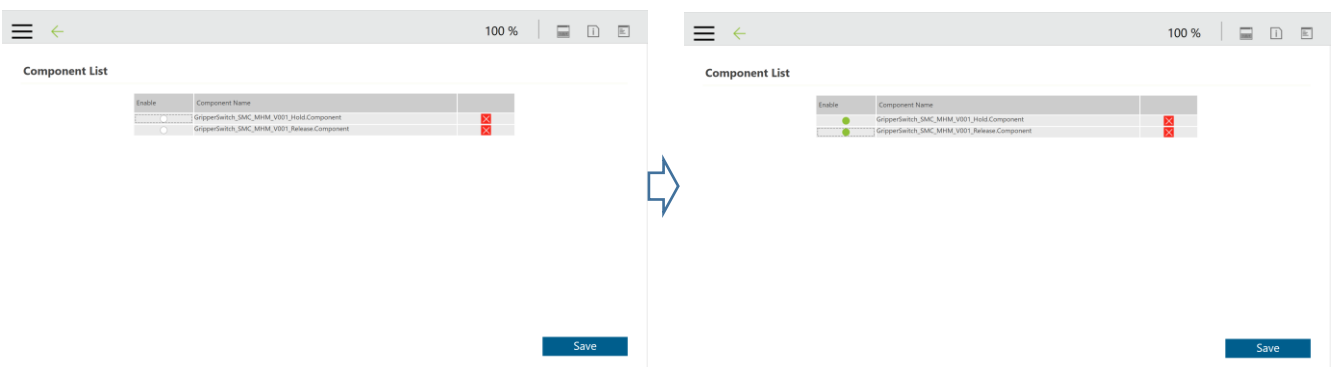 100 %
Component List
Enable Component Name
GripperSwitch_SMC_MHM_V001_Hold.Component
GripperSwitch_SMC_MHM_V001_Release.Component
Save
100 %
Component List
Enable Component Name
GripperSwitch_SMC_MHM_V001_Hold.Component
GripperSwitch_SMC_MHM_V001_Release.Component
Save